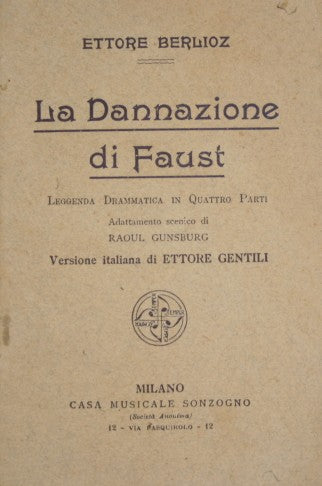 ETTORE BERLIOZ
La Dannazione
di Faust
LEGGENDA DRAMMATICA IN QUATTRO PARTI
Adattamento scenico di
RAOUL GUNSBURG
Versione italiana di ETTORE GENTILI
MILANO
CASA MUSICALE SONZOGNO
(Società Anonima)
12 - VIA PASQUIROLO - 12